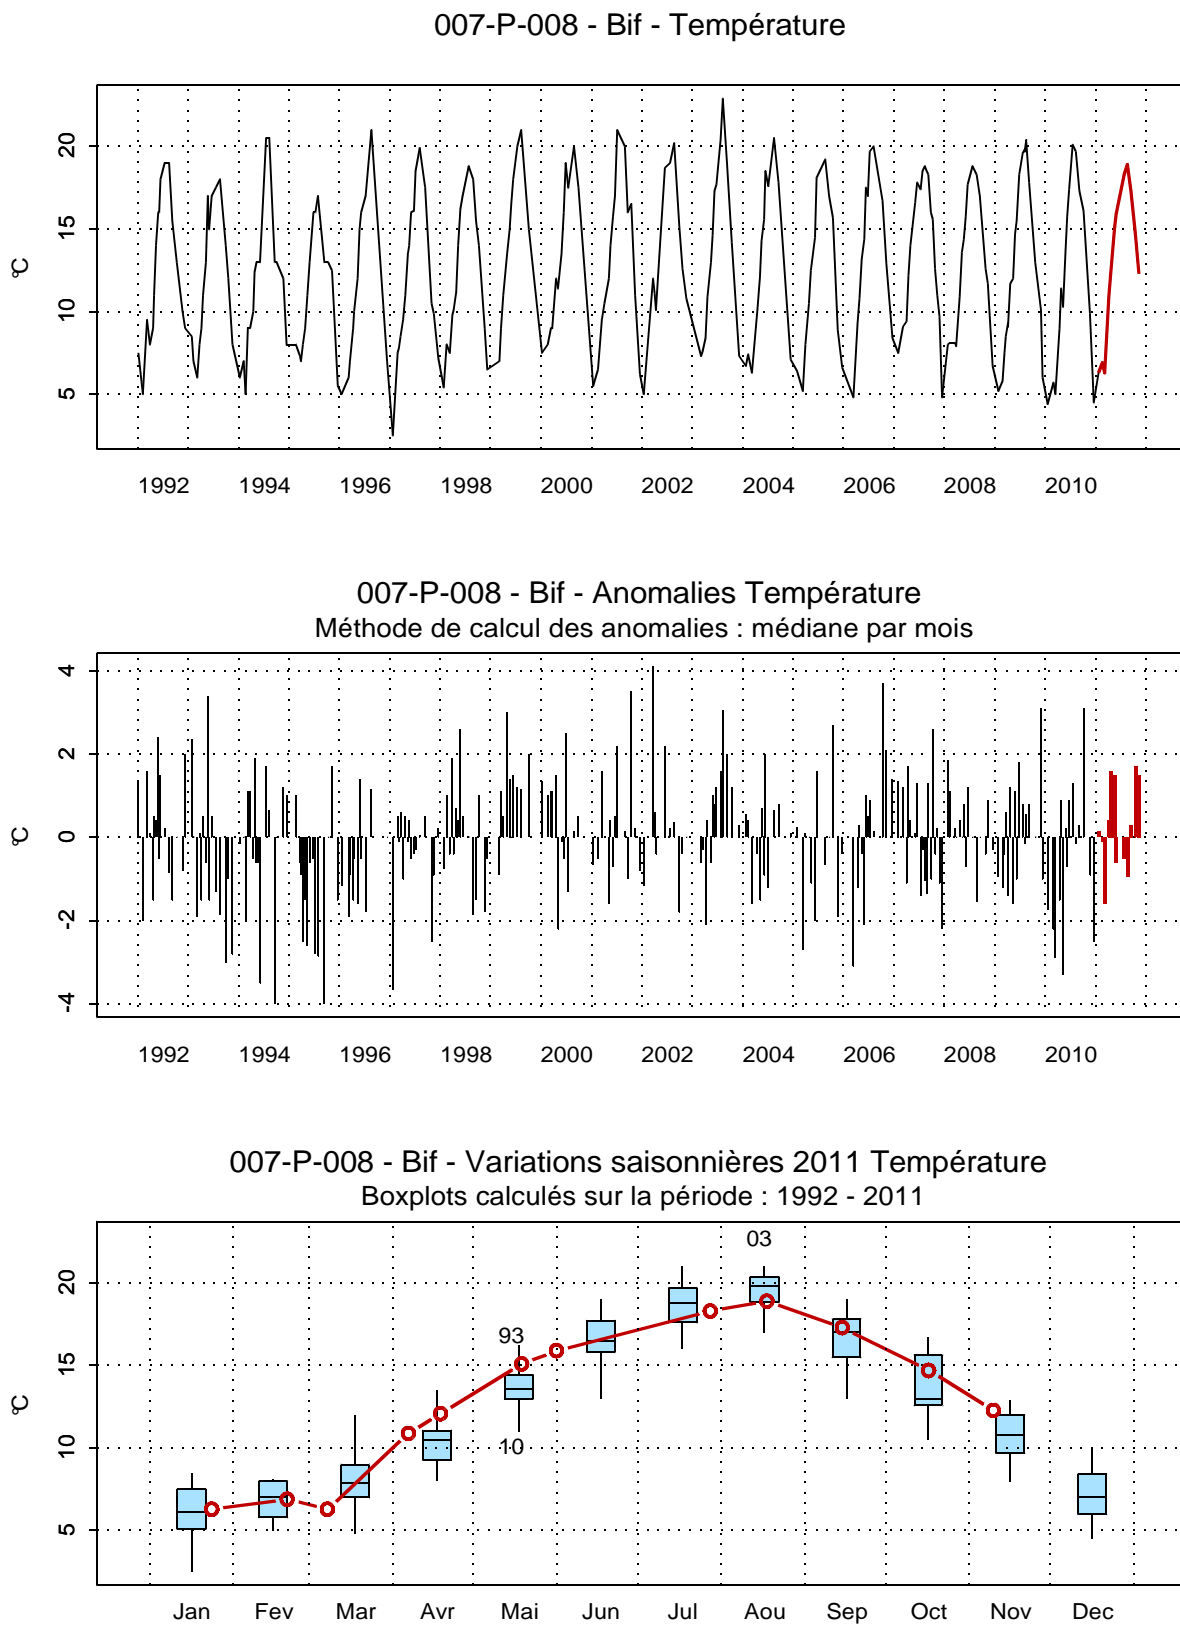 007-P-008 - Bif - Température
20
15
10
5
°C
1992 1994 1996 1998 2000 2002 2004 2006 2008 2010
007-P-008 - Bif - Anomalies Température
Méthode de calcul des anomalies : médiane par mois
4
2
0
-2
-4
°C
1992 1994 1996 1998 2000 2002 2004 2006 2008 2010
007-P-008 - Bif - Variations saisonnières 2011 Température
Boxplots calculés sur la période : 1992 - 2011
03
93
10
20
15
10
5
°C
Jan Fev Mar Avr Mai Jun Jul Aou Sep Oct Nov Dec